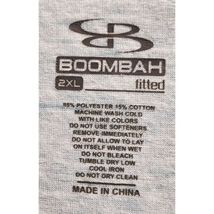 BOOMBAH
2XL fitted
85% POLYESTER 15% COTTON
MACHINE WASH COLD
WITH LIKE COLORS
DO NOT USE SOFTENERS
REMOVE IMMEDIATELY
DO NOT ALLOW TO LAY
ON ITSELF WHEN WET
DO NOT BLEACH
TUMBLE DRY LOW
COOL IRON
DO NOT DRY CLEAN
MADE IN CHINA